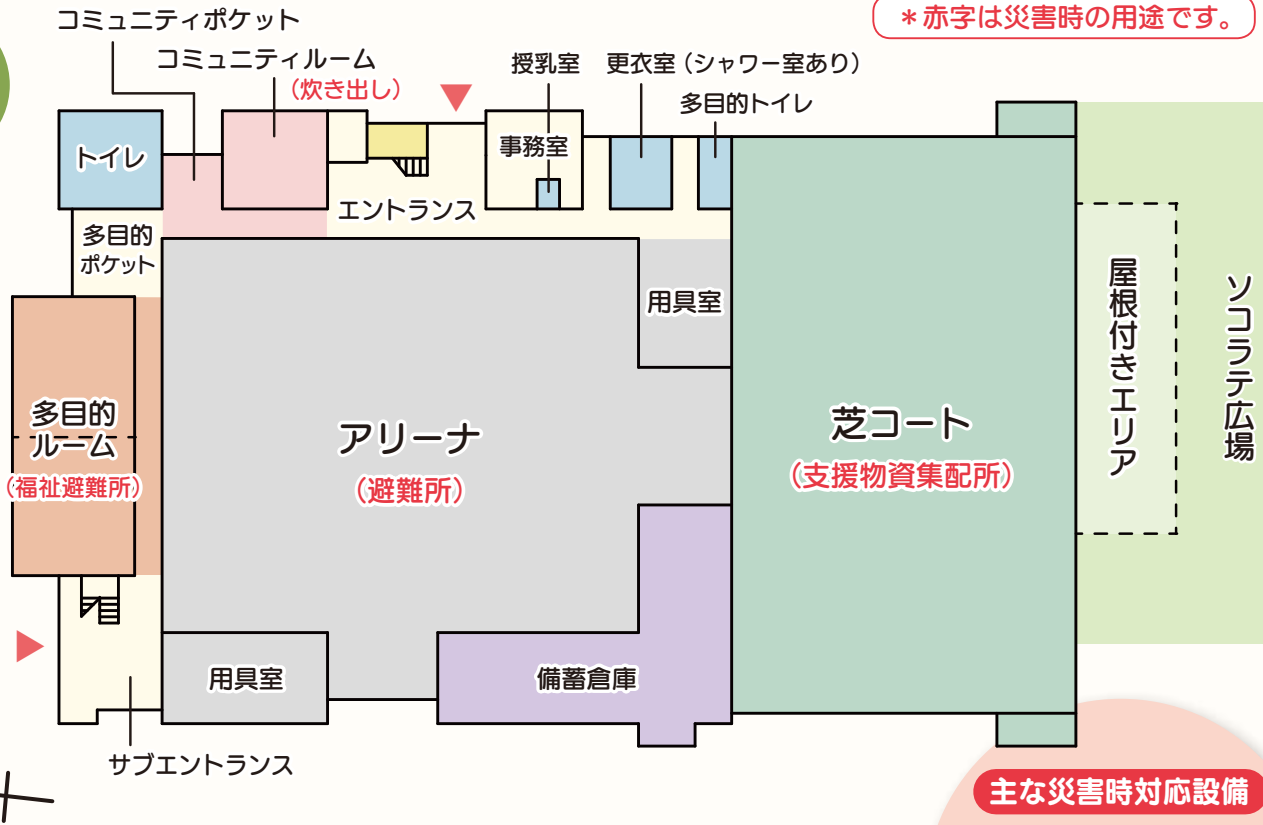 コミュニティポケット
＊赤字は災害時の用途です。
コミュニティルーム
（炊き出し）
授乳室
更衣室（シャワー室あり）
多目的トイレ
トイレ
事務室
エントランス
多目的
ポケット
用具室
屋根付きエリア
ソコラテ広場
多目的
ルーム
（福祉避難所）
アリーナ
（避難所）
芝コート
（支援物資集配所）
用具室
備蓄倉庫
サブエントランス
主な災害時対応設備